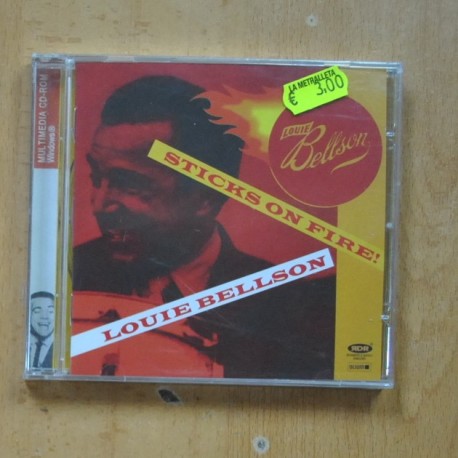 MULTIMEDIA CD-ROM
Windows®
LA METRALLETA
€ 3,00
LOUIE
Bellson
STICKS ON FIRE!
LOUIE BELLSON